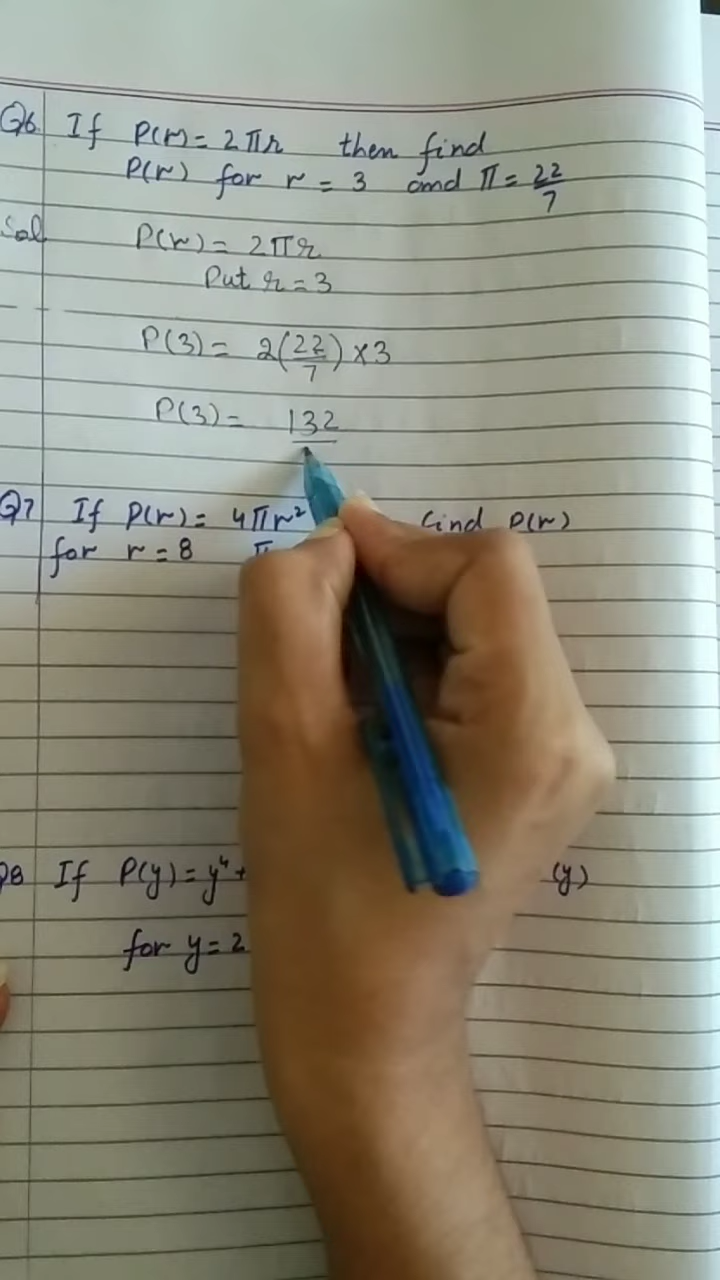 Q6 If P(r) = 2πr then find
P(r) for r = 3 and π = 22/7
Sol P(r) = 2πr
Put r = 3
P(3) = 2(22/7) × 3
P(3) = 132
Q7 If P(r) = 4πr² find P(r)
for r = 8 π
Q8 If P(y) = y⁴ + (y)
for y = 2